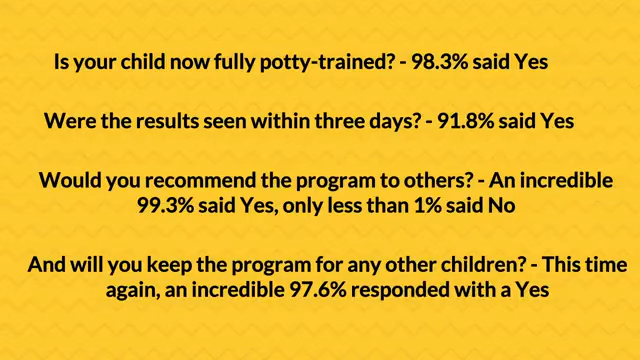 Is your child now fully potty-trained? - 98.3% said Yes
Were the results seen within three days? - 91.8% said Yes
Would you recommend the program to others? - An incredible
99.3% said Yes, only less than 1% said No
And will you keep the program for any other children? - This time
again, an incredible 97.6% responded with a Yes